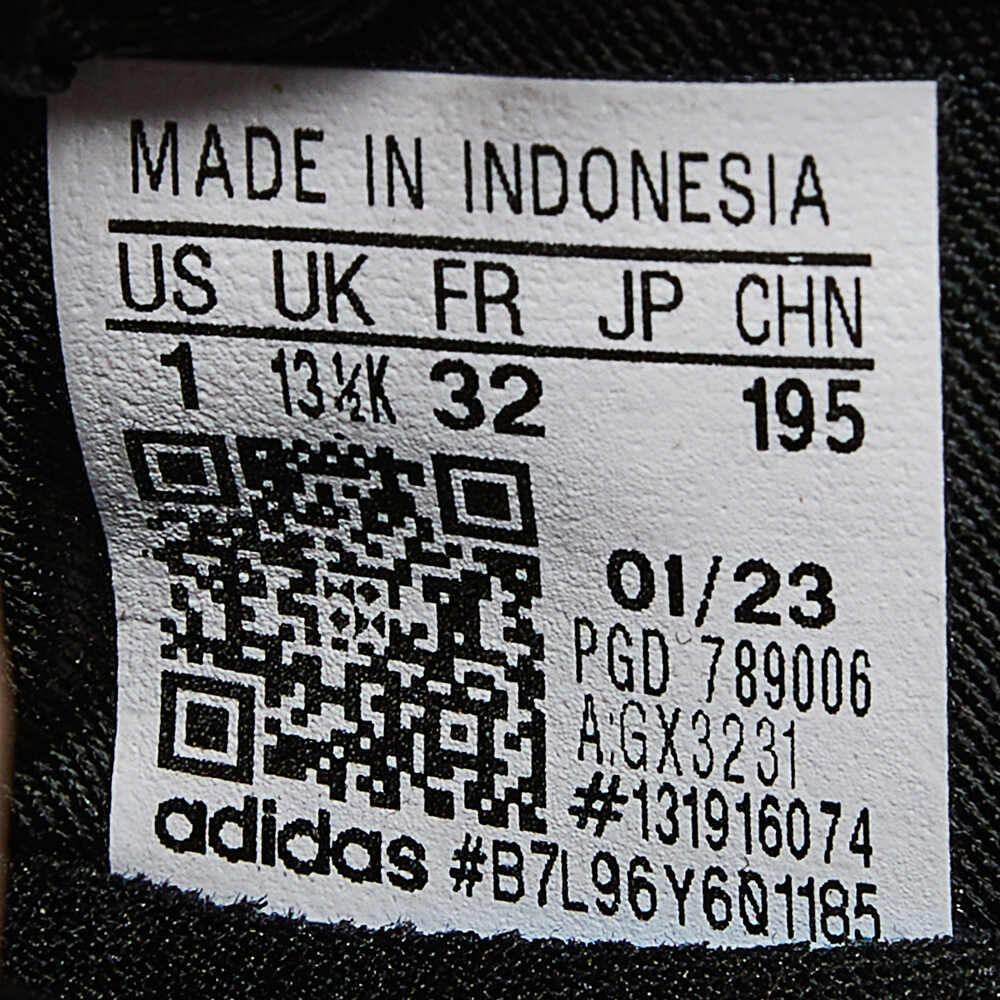 MADE IN INDONESIA
US UK FR JP CHN
1 13½K 32 195
01/23
PGD 789006
A:GX3231
#131916074
adidas #B7L96Y6Q1185